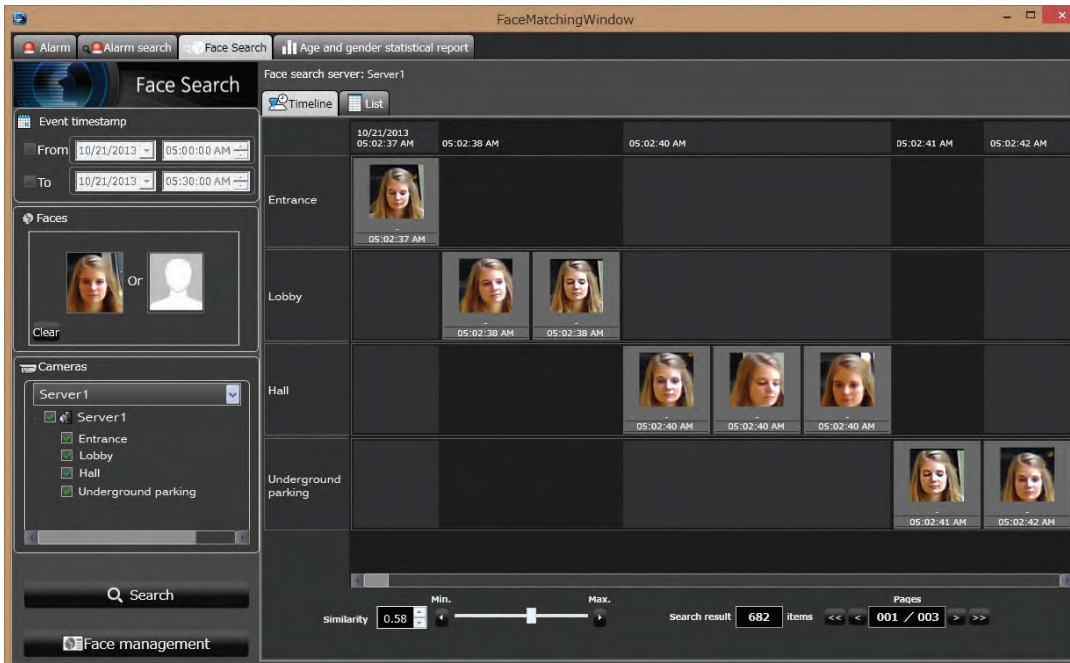 FaceMatchingWindow
Alarm
Alarm search
Face Search
Age and gender statistical report
Face Search
Face search server: Server1
Timeline
List
Event timestamp
From 10/21/2013 05:00:00 AM
To 10/21/2013 05:30:00 AM
Faces
Or
Clear
Cameras
Server1
Server1
Entrance
Lobby
Hall
Underground parking
Search
Face management
10/21/2013
05:02:37 AM 05:02:38 AM 05:02:40 AM 05:02:41 AM 05:02:42 AM
Entrance
-
05:02:37 AM
Lobby
- -
05:02:38 AM 05:02:38 AM
Hall
- - -
05:02:40 AM 05:02:40 AM 05:02:40 AM
Underground
parking
- -
05:02:41 AM 05:02:42 AM
Min. Max. Pages
Similarity 0.58 Search result 682 items << < 001 / 003 > >>